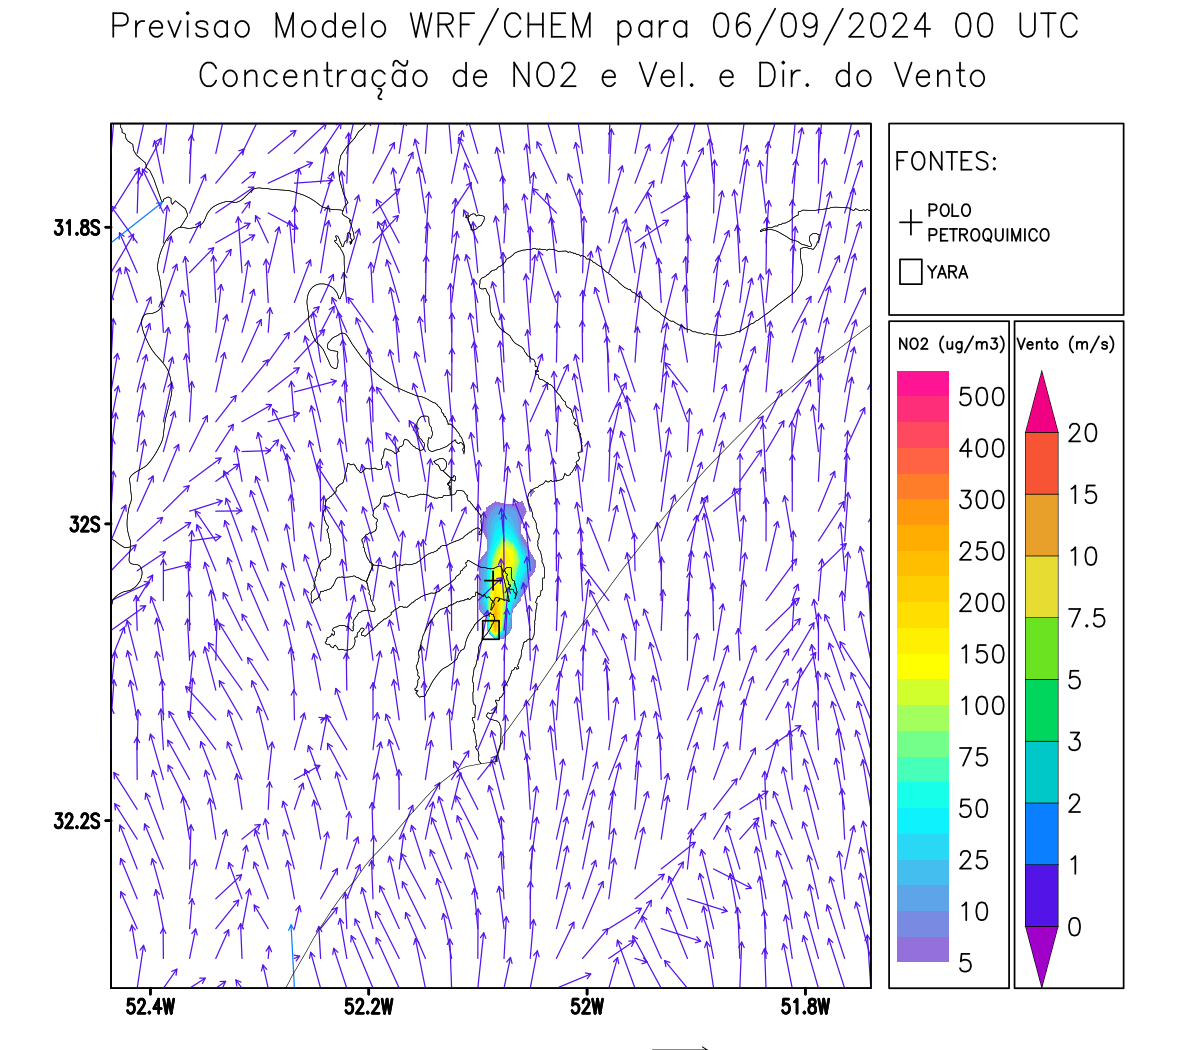 Previsao Modelo WRF/CHEM para 06/09/2024 00 UTC
Concentração de NO2 e Vel. e Dir. do Vento
FONTES:
POLO
PETROQUIMICO
YARA
NO2 (ug/m3)
500
400
300
250
200
150
100
75
50
25
10
5
Vento (m/s)
20
15
10
7.5
5
3
2
1
0
31.8S
32S
32.2S
52.4W
52.2W
52W
51.8W